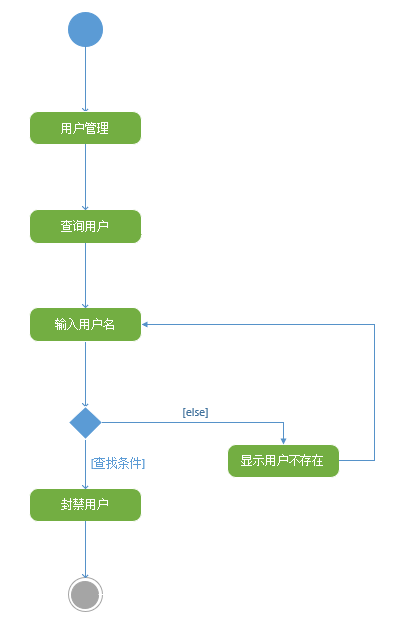 用户管理
查询用户
输入用户名
[else]
显示用户不存在
[查找条件]
封禁用户